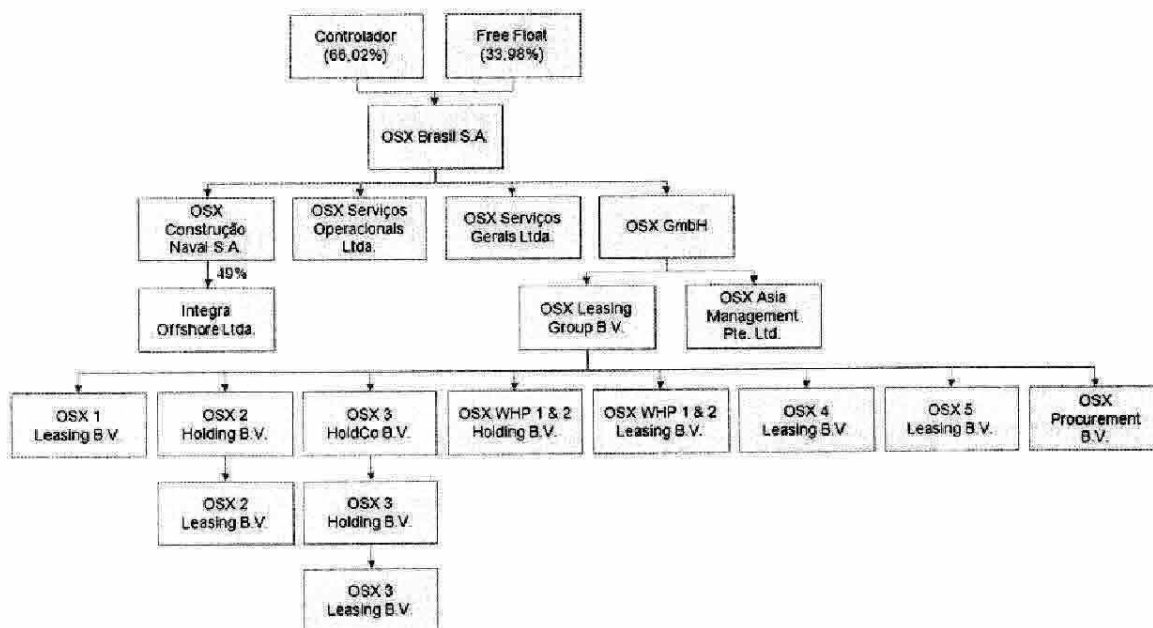 Controlador
(66,02%)
Free Float
(33,98%)
OSX Brasil S.A.
OSX
Construção
Naval S.A.
OSX Serviços
Operacionais
Ltda.
OSX Serviços
Gerais Ltda.
OSX GmbH
49%
Integra
Offshore Ltda.
OSX Leasing
Group B.V.
OSX Asia
Management
Pte. Ltd.
OSX 1
Leasing B.V.
OSX 2
Holding B.V.
OSX 3
HoldCo B.V.
OSX WHP 1 & 2
Holding B.V.
OSX WHP 1 & 2
Leasing B.V.
OSX 4
Leasing B.V.
OSX 5
Leasing B.V.
OSX
Procurement
B.V.
OSX 2
Leasing B.V.
OSX 3
Holding B.V.
OSX 3
Leasing B.V.